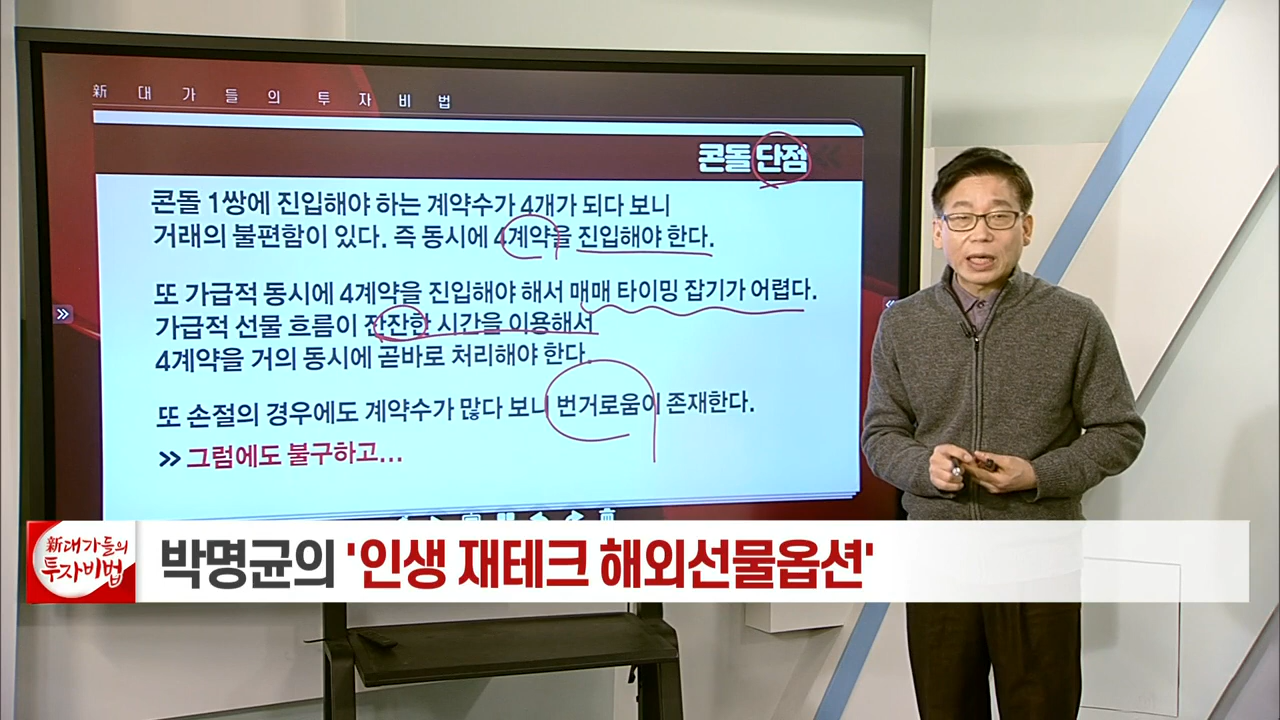 新 대 가 들 의 투 자 비 법
콘돌 단점
콘돌 1쌍에 진입해야 하는 계약수가 4개가 되다 보니
거래의 불편함이 있다. 즉 동시에 4계약을 진입해야 한다.
또 가급적 동시에 4계약을 진입해야 해서 매매 타이밍 잡기가 어렵다.
가급적 선물 흐름이 잔잔한 시간을 이용해서
4계약을 거의 동시에 곧바로 처리해야 한다.
또 손절의 경우에도 계약수가 많다 보니 번거로움이 존재한다.
>> 그럼에도 불구하고...
新대가들의
투자비법
박명균의 '인생 재테크 해외선물옵션'